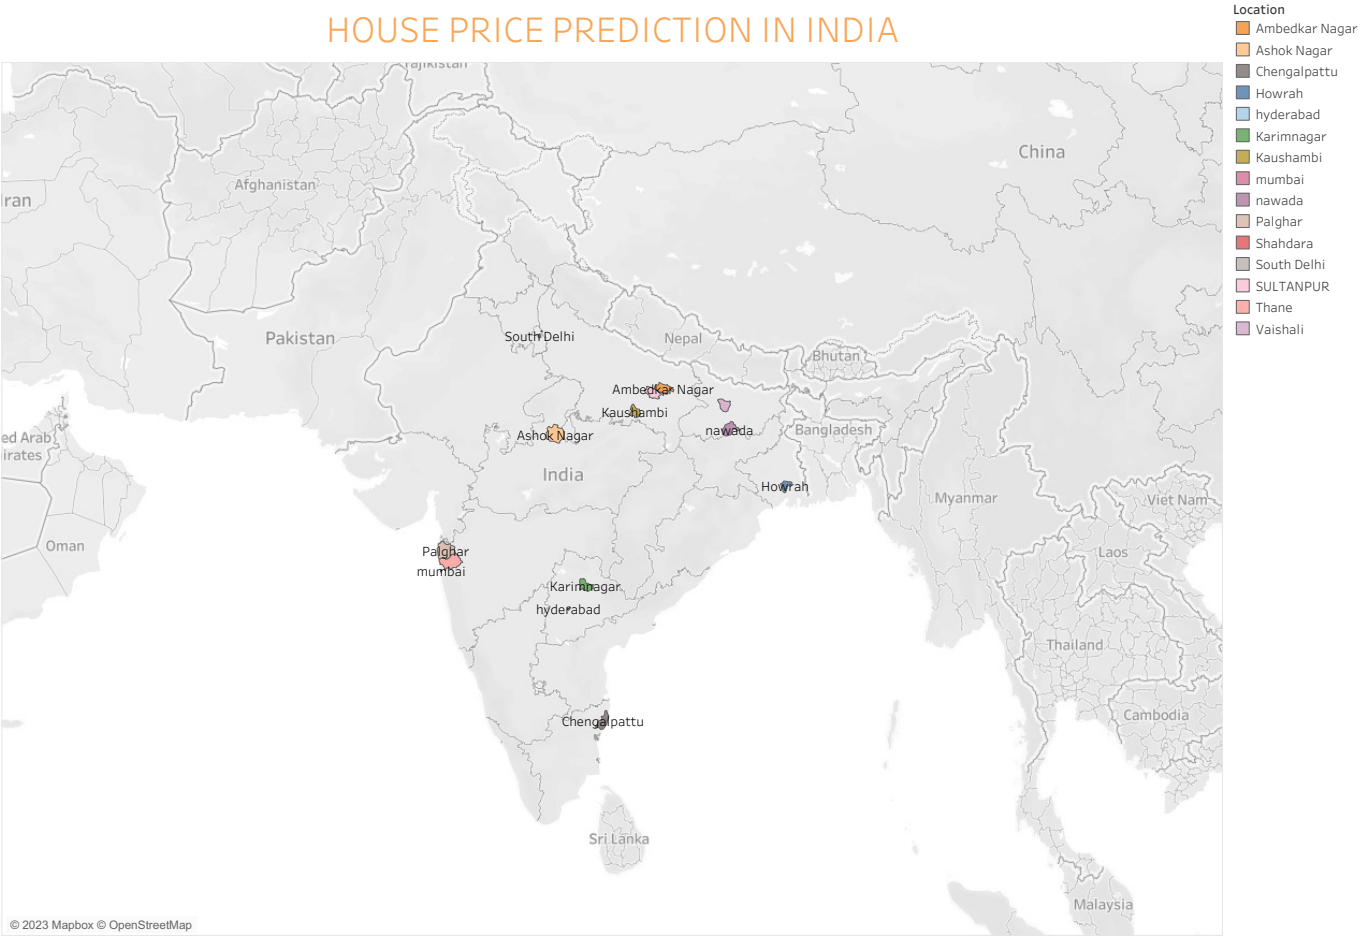 HOUSE PRICE PREDICTION IN INDIA
Location
Ambedkar Nagar
Ashok Nagar
Chengalpattu
Howrah
hyderabad
Karimnagar
Kaushambi
mumbai
nawada
Palghar
Shahdara
South Delhi
SULTANPUR
Thane
Vaishali
Tajikistan
China
Afghanistan
Iran
Pakistan
South Delhi
Nepal
Bhutan
Ambedkar Nagar
Kaushambi
nawada
Bangladesh
Ashok Nagar
ed Arab
irates
India
Howrah
Myanmar
Viet Nam
Oman
Palghar
mumbai
Laos
Karimnagar
hyderabad
Thailand
Chengalpattu
Cambodia
Sri Lanka
Malaysia
© 2023 Mapbox © OpenStreetMap